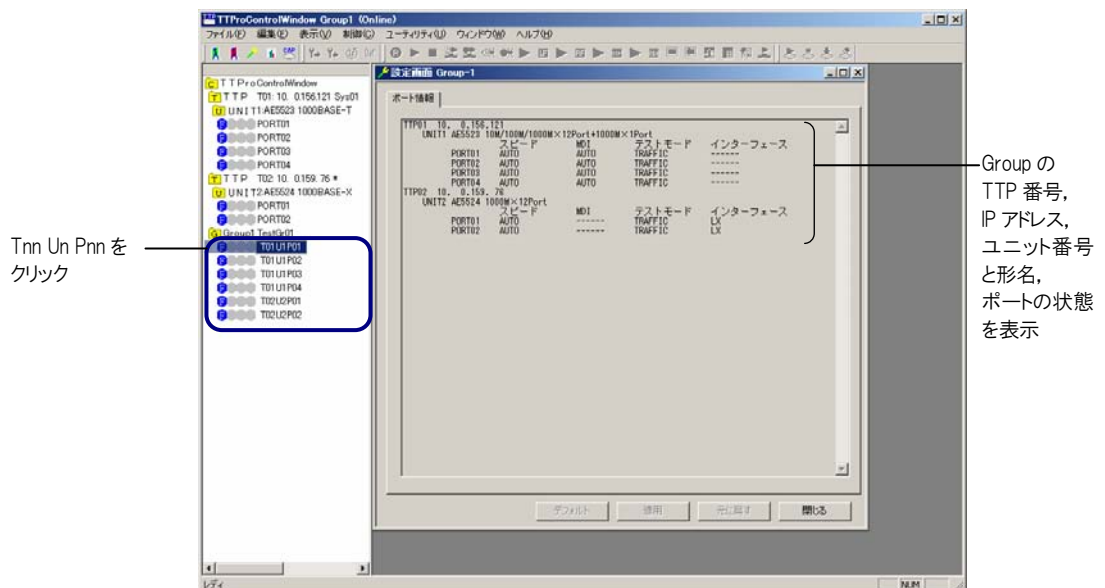 TTProControlWindow Group1 (Online)
ファイル(F) 編集(E) 表示(V) 制御(C) ユーティリティ(U) ウィンドウ(W) ヘルプ(H)
TTProControlWindow
TTP T01: 10. 0.156.121 Sys01
UNIT1:AE5523 1000BASE-T
PORT01
PORT02
PORT03
PORT04
TTP T02: 10. 0.159. 76 *
UNIT2:AE5524 1000BASE-X
PORT01
PORT02
Group1 TestGr01
T01U1P01
T01U1P02
T01U1P03
T01U1P04
T02U2P01
T02U2P02
設定画面 Group-1
ポート情報
TTP01 10. 0.156.121
UNIT1 AE5523 10M/100M/1000M×12Port+1000M×1Port
スピード MDI テストモード インターフェース
PORT01 AUTO AUTO TRAFFIC ------
PORT02 AUTO AUTO TRAFFIC ------
PORT03 AUTO AUTO TRAFFIC ------
PORT04 AUTO AUTO TRAFFIC ------
TTP02 10. 0.159. 76
UNIT2 AE5524 1000M×12Port
スピード MDI テストモード インターフェース
PORT01 AUTO ------ TRAFFIC LX
PORT02 AUTO ------ TRAFFIC LX
デフォルト 適用 元に戻す 閉じる
レディ NUM
Tnn Un Pnn を
クリック
Group の
TTP 番号,
IP アドレス,
ユニット番号
と形名,
ポートの状態
を表示